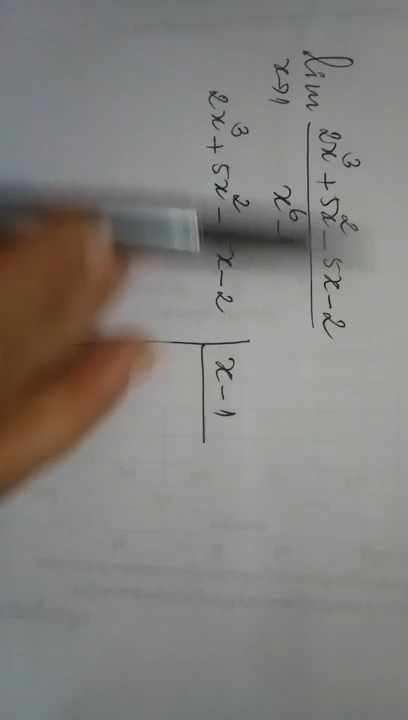 lim 2x³ + 5x² - 5x - 2
x→1 x⁶ -
2x³ + 5x² - x - 2 | x - 1